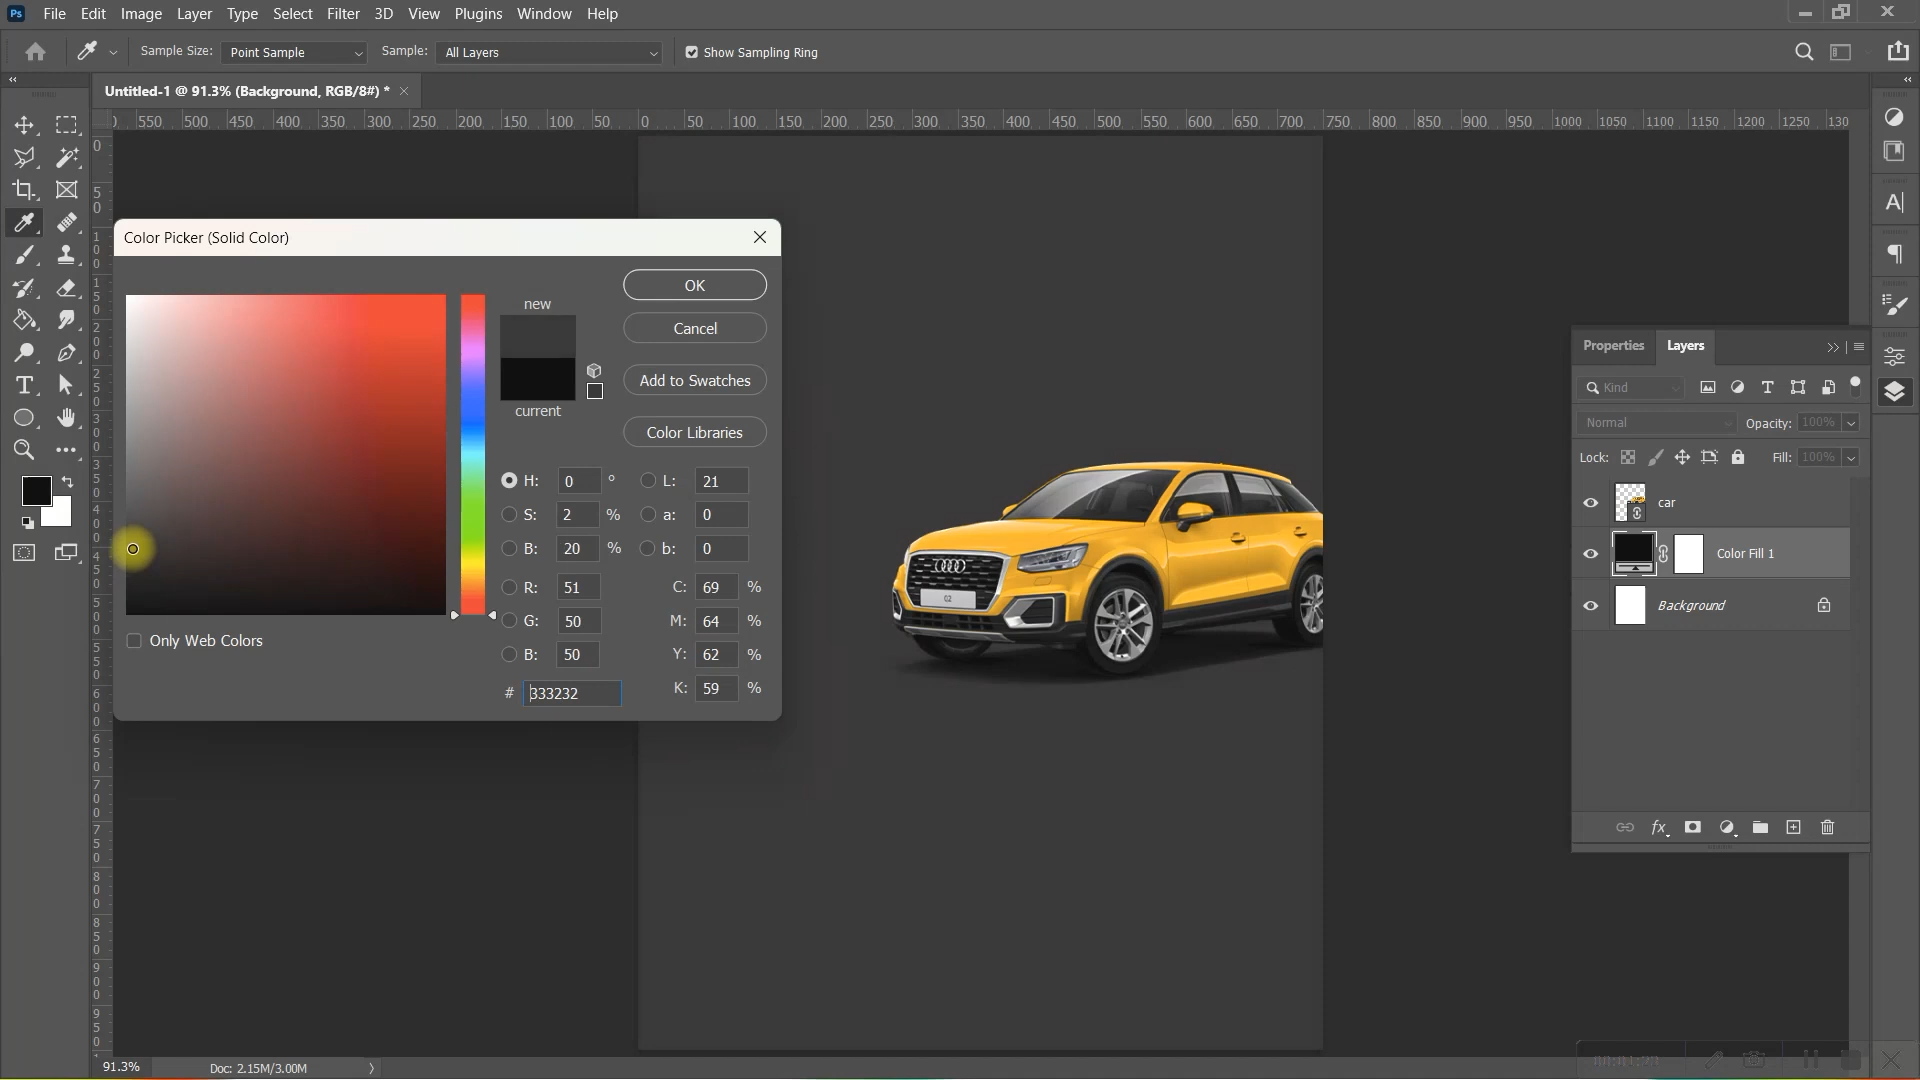 Ps File Edit Image Layer Type Select Filter 3D View Plugins Window Help
Sample Size: Point Sample Sample: All Layers Show Sampling Ring
Untitled-1 @ 91.3% (Background, RGB/8#) *
550 500 450 400 350 300 250 200 150 100 50 0 50 100 150 200 250 300 350 400 450 500 550 600 650 700 750 800 850 900 950 1000 1050 1100 1150 1200 1250 130
Color Picker (Solid Color)
new
current
OK
Cancel
Add to Swatches
Color Libraries
H: 0 °
S: 2 %
B: 20 %
R: 51
G: 50
B: 50
# 333232
L: 21
a: 0
b: 0
C: 69 %
M: 64 %
Y: 62 %
K: 59 %
Only Web Colors
Q2
Properties Layers
Kind
Normal Opacity: 100%
Lock: Fill: 100%
car
Color Fill 1
Background
fx
91.3% Doc: 2.15M/3.00M